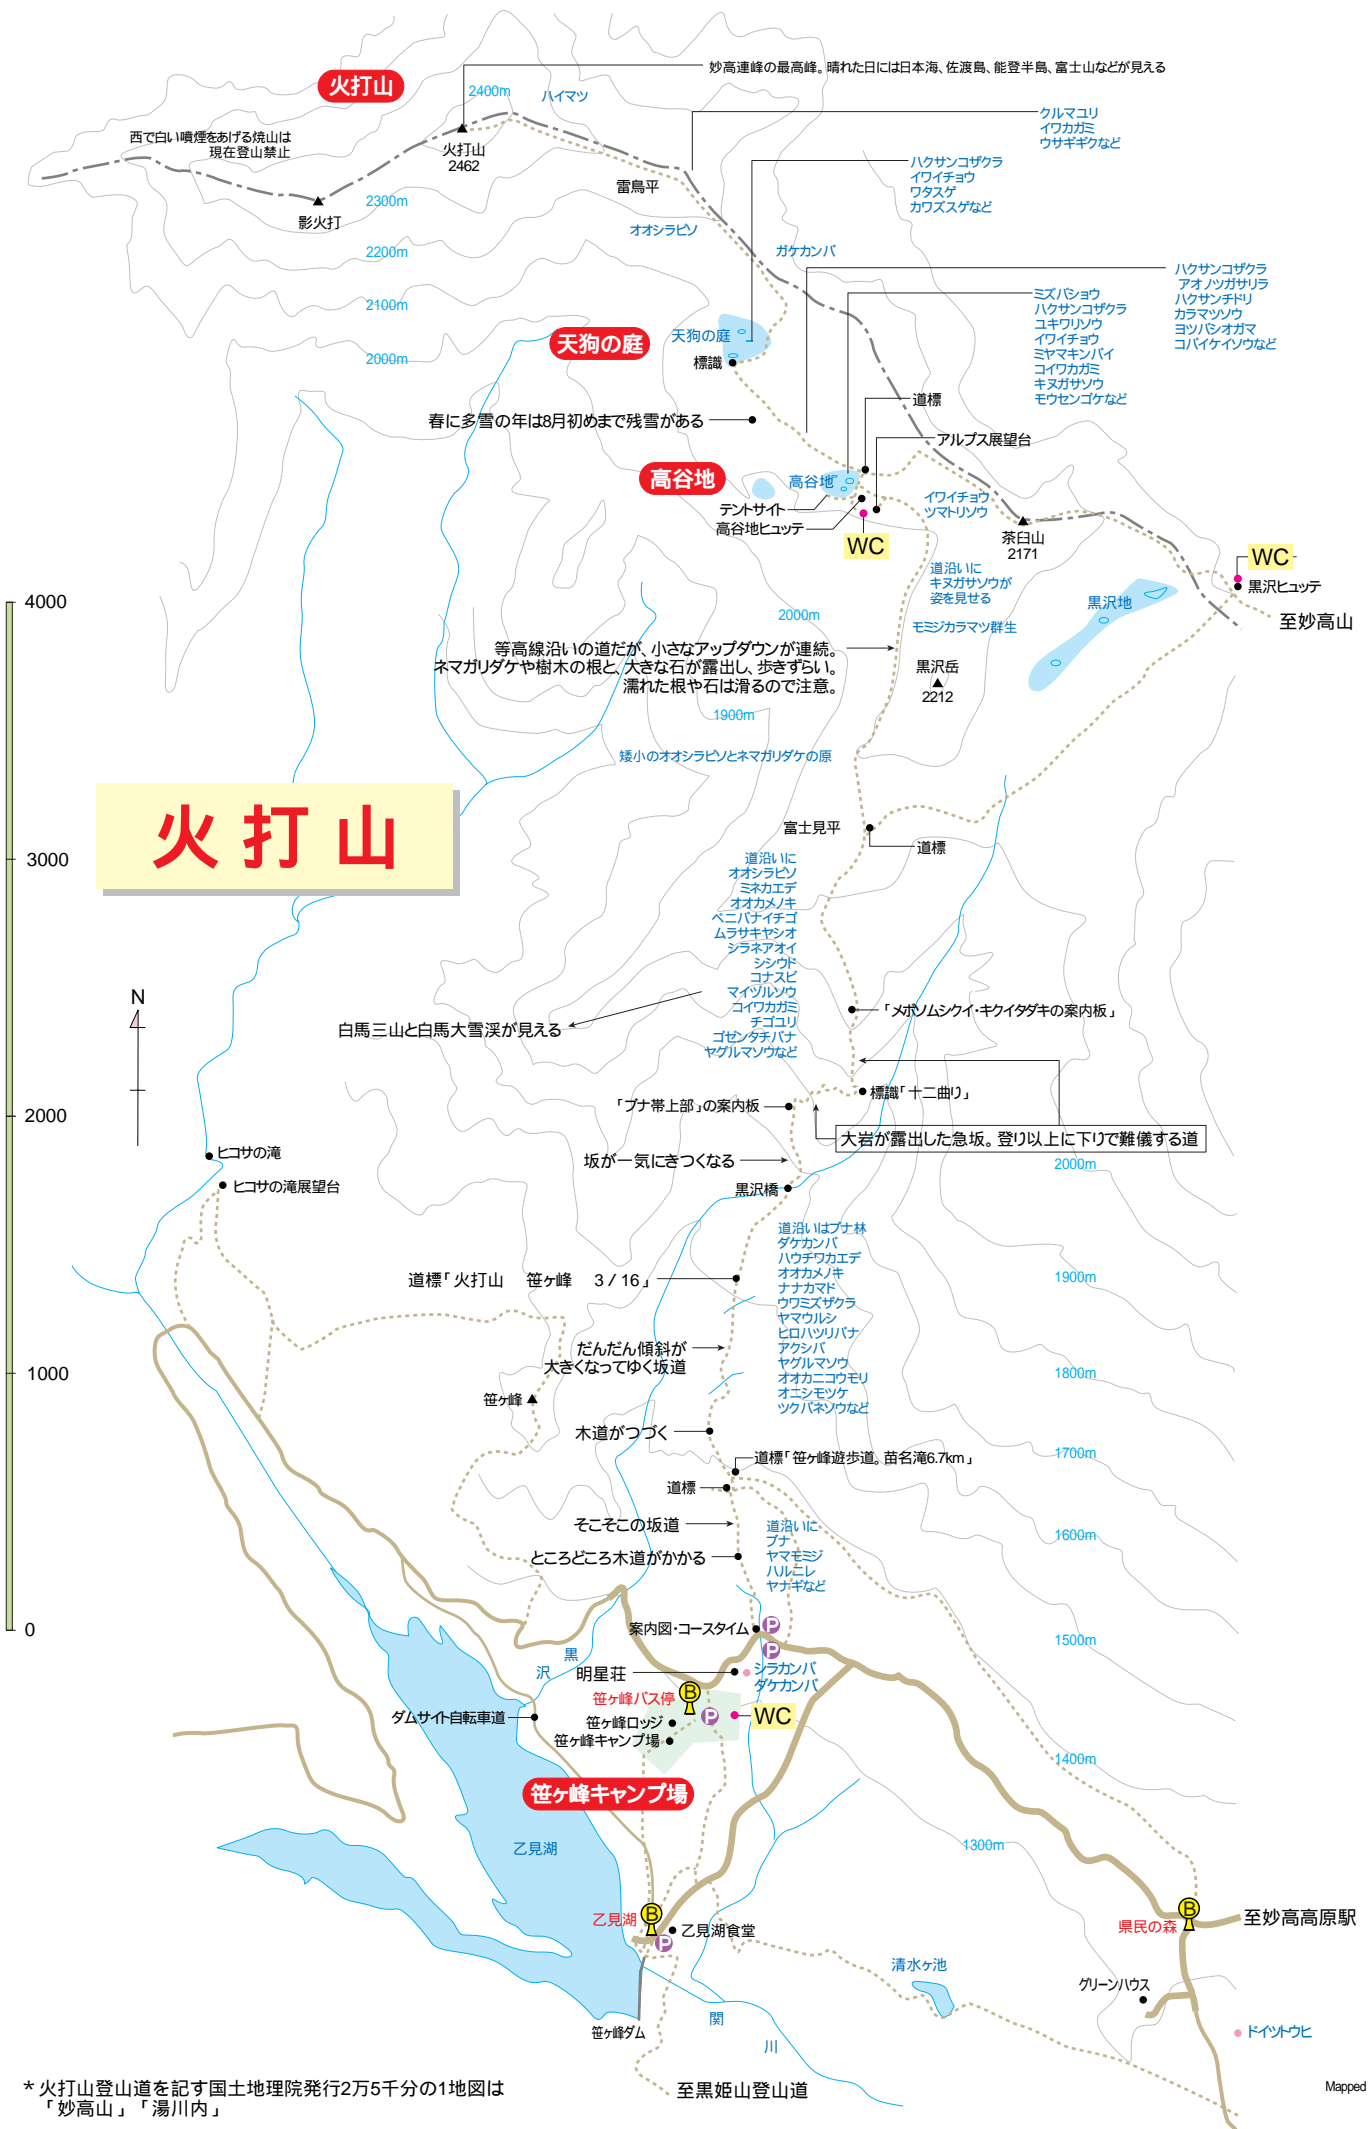 火打山
妙高連峰の最高峰。晴れた日には日本海、佐渡島、能登半島、富士山などが見える
2400m
ハイマツ
西で白い噴煙をあげる焼山は
現在登山禁止
火打山
2462
クルマユリ
イワカガミ
ウサギギクなど
ハクサンコザクラ
イワイチョウ
ワタスゲ
カワズスゲなど
雷鳥平
影火打
2300m
オオシラビソ
2200m
ガケカンバ
2100m
ハクサンコザクラ
アオノツガサリラ
ハクサンチドリ
カラマツソウ
ヨツバシオガマ
コバイケイソウなど
ミズバショウ
ハクサンコザクラ
ユキワリソウ
イワイチョウ
ミヤマキンバイ
コイワカガミ
キヌガサソウ
モウセンゴケなど
天狗の庭
天狗の庭
標識
2000m
春に多雪の年は8月初めまで残雪がある
道標
アルプス展望台
高谷地
高谷地
テントサイト
高谷地ヒュッテ
WC
イワイチョウ
ツマトリソウ
茶臼山
2171
WC
黒沢ヒュッテ
至妙高山
道沿いに
キヌガサソウが
姿を見せる
黒沢地
4000
2000m
モミジカラマツ群生
等高線沿いの道だが、小さなアップダウンが連続。
ネマガリダケや樹木の根と、大きな石が露出し、歩きずらい。
濡れた根や石は滑るので注意。
黒沢岳
2212
1900m
矮小のオオシラビソとネマガリダケの原
火打山
富士見平
道標
3000
道沿いに
オオシラビソ
ミネカエデ
オオカメノキ
ベニバナイチゴ
ムラサキヤシオ
シラネアオイ
シシウド
コナスビ
マイヅルソウ
コイワカガミ
チゴユリ
ゴゼンタチバナ
ヤグルマソウなど
N
白馬三山と白馬大雪渓が見える
「メボソムシクイ・キクイタダキの案内板」
標識「十二曲り」
「ブナ帯上部」の案内板
2000
大岩が露出した急坂。登り以上に下りで難儀する道
2000m
坂が一気にきつくなる
黒沢橋
ヒコサの滝
ヒコサの滝展望台
道沿いはブナ林
ダケカンバ
ハウチワカエデ
オオカメノキ
ナナカマド
ウワミズザクラ
ヤマウルシ
ヒロハツリバナ
アクシバ
ヤグルマソウ
オオカニコウモリ
オニシモツケ
ツクバネソウなど
道標「火打山 笹ヶ峰 3/16」
1900m
だんだん傾斜が
大きくなってゆく坂道
1000
1800m
笹ヶ峰
木道がつづく
道標「笹ヶ峰遊歩道。苗名滝6.7km」
1700m
道標
そこそこの坂道
1600m
ところどころ木道がかかる
道沿いに
ブナ
ヤマモミジ
ハルニレ
ヤナギなど
0
案内図・コースタイム
P
P
1500m
黒
沢
明星荘
シラカンバ
ダケカンバ
笹ヶ峰バス停
B
P
WC
ダムサイト自転車道
笹ヶ峰ロッジ
笹ヶ峰キャンプ場
1400m
笹ヶ峰キャンプ場
乙見湖
1300m
乙見湖
B
P
乙見湖食堂
県民の森
B
至妙高高原駅
清水ヶ池
グリーンハウス
笹ヶ峰ダム
関
川
ドイツトウヒ
至黒姫山登山道
*火打山登山道を記す国土地理院発行2万5千分の1地図は
「妙高山」「湯川内」
Mapped